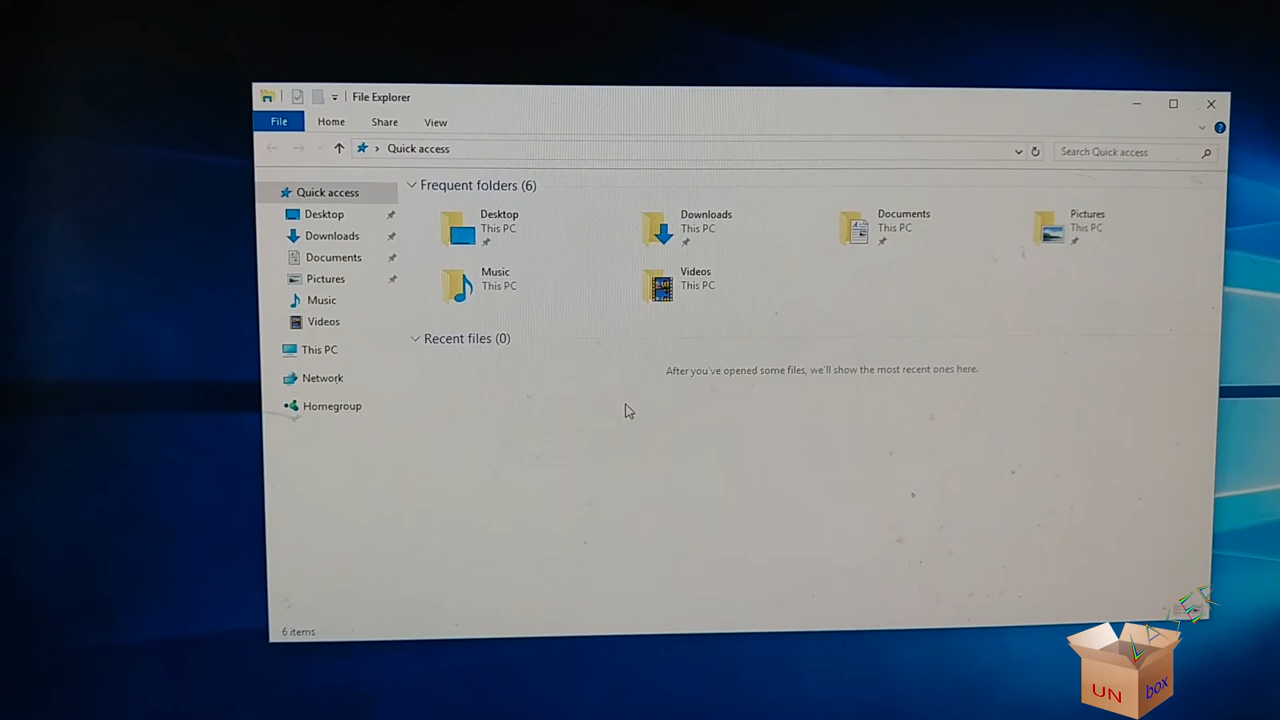 File Explorer
File
Home
Share
View
Quick access
Search Quick access
Quick access
Desktop
Downloads
Documents
Pictures
Music
Videos
This PC
Network
Homegroup
Frequent folders (6)
Desktop
This PC
Downloads
This PC
Documents
This PC
Pictures
This PC
Music
This PC
Videos
This PC
Recent files (0)
After you've opened some files, we'll show the most recent ones here.
6 items
UN
box